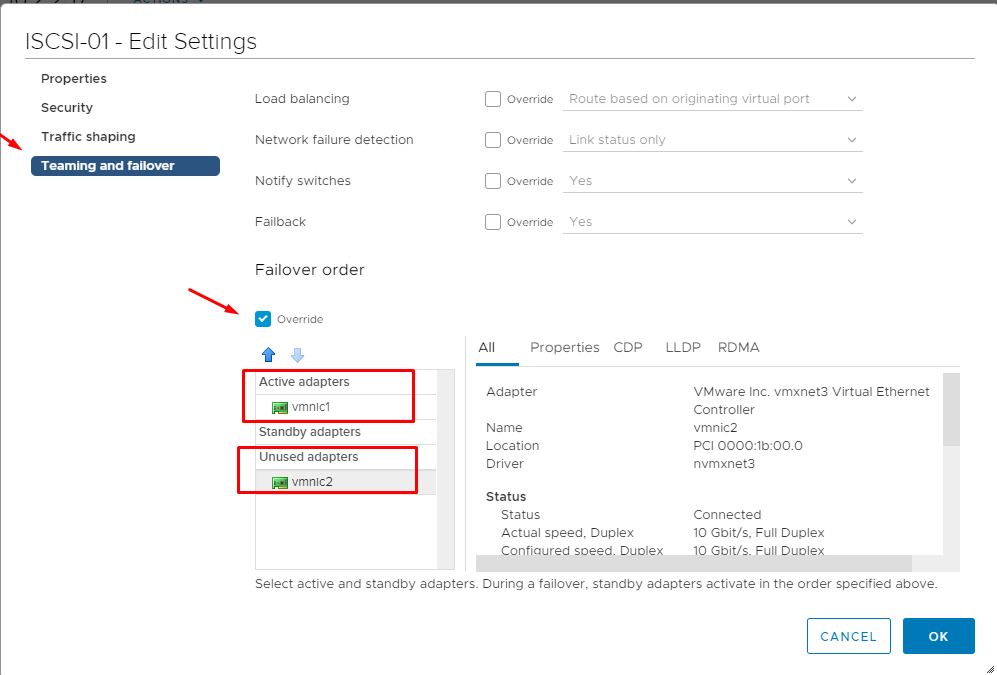 ACTIONS
ISCSI-01 - Edit Settings
Properties
Security
Traffic shaping
Teaming and failover
Load balancing Override Route based on originating virtual port
Network failure detection Override Link status only
Notify switches Override Yes
Failback Override Yes
Failover order
Override
Active adapters
vmnic1
Standby adapters
Unused adapters
vmnic2
All Properties CDP LLDP RDMA
Adapter VMware Inc. vmxnet3 Virtual Ethernet
Controller
Name vmnic2
Location PCI 0000:1b:00.0
Driver nvmxnet3
Status
Status Connected
Actual speed, Duplex 10 Gbit/s, Full Duplex
Configured speed, Duplex 10 Gbit/s, Full Duplex
Select active and standby adapters. During a failover, standby adapters activate in the order specified above.
CANCEL OK